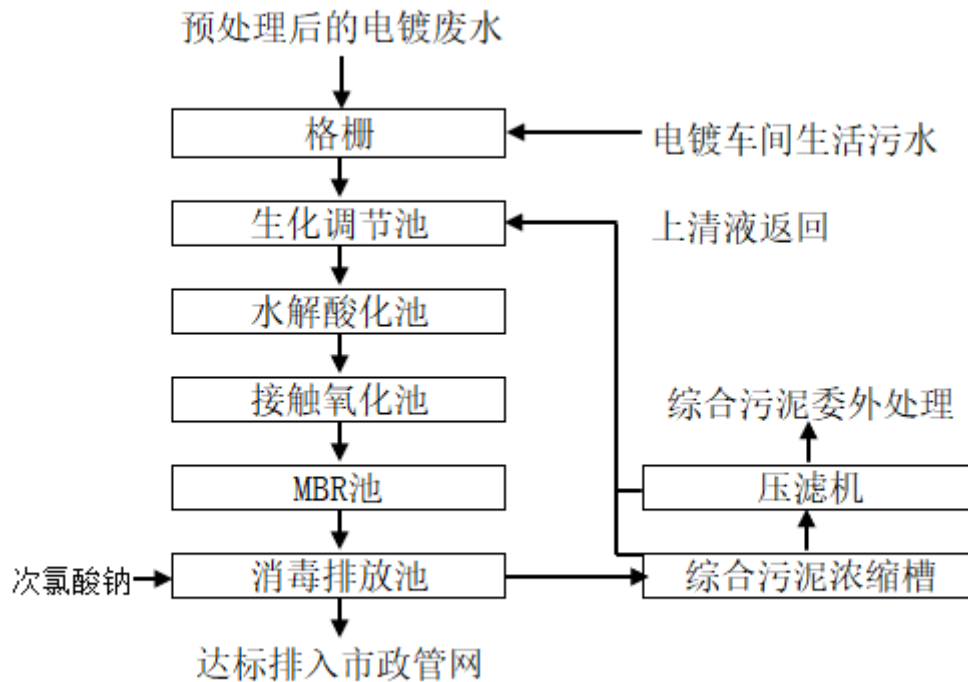 预处理后的电镀废水
格栅
电镀车间生活污水
生化调节池
上清液返回
水解酸化池
接触氧化池
综合污泥委外处理
MBR池
压滤机
次氯酸钠
消毒排放池
综合污泥浓缩槽
达标排入市政管网